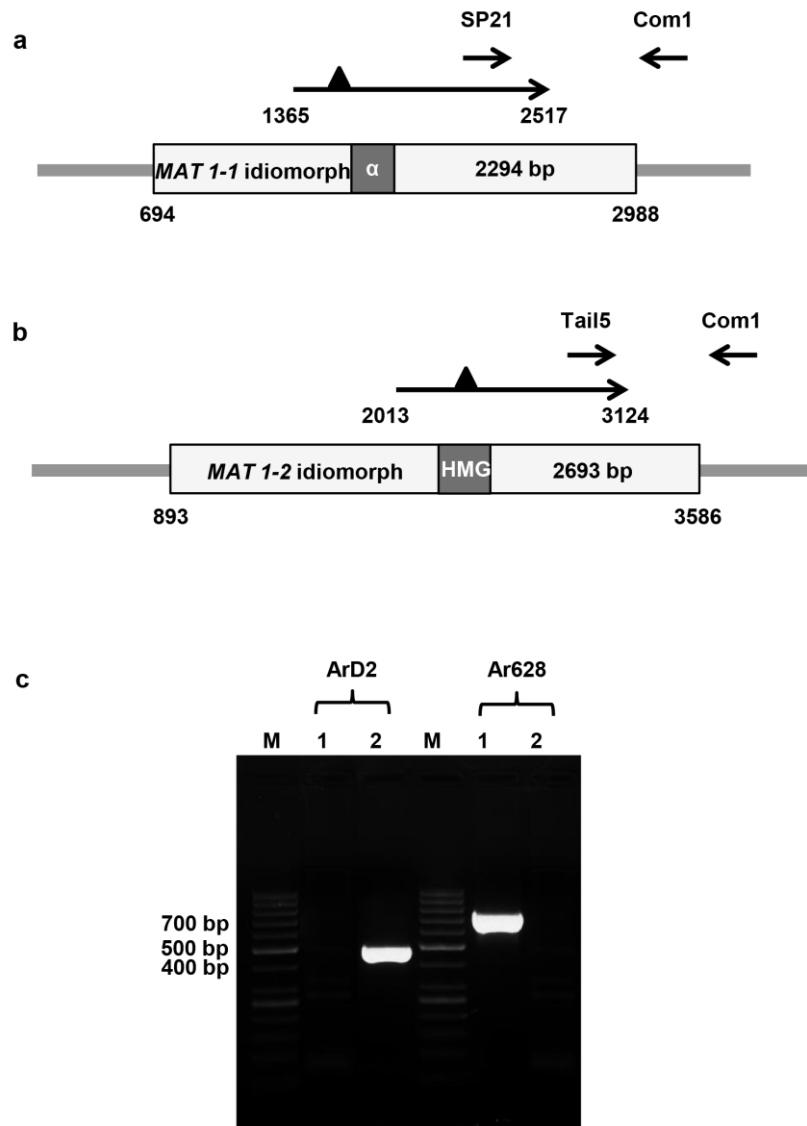 a
SP21 Com1
1365 2517
MAT 1-1 idiomorph α 2294 bp
694 2988
b
Tail5 Com1
2013 3124
MAT 1-2 idiomorph HMG 2693 bp
893 3586
c
ArD2 Ar628
M 1 2 M 1 2
700 bp
500 bp
400 bp